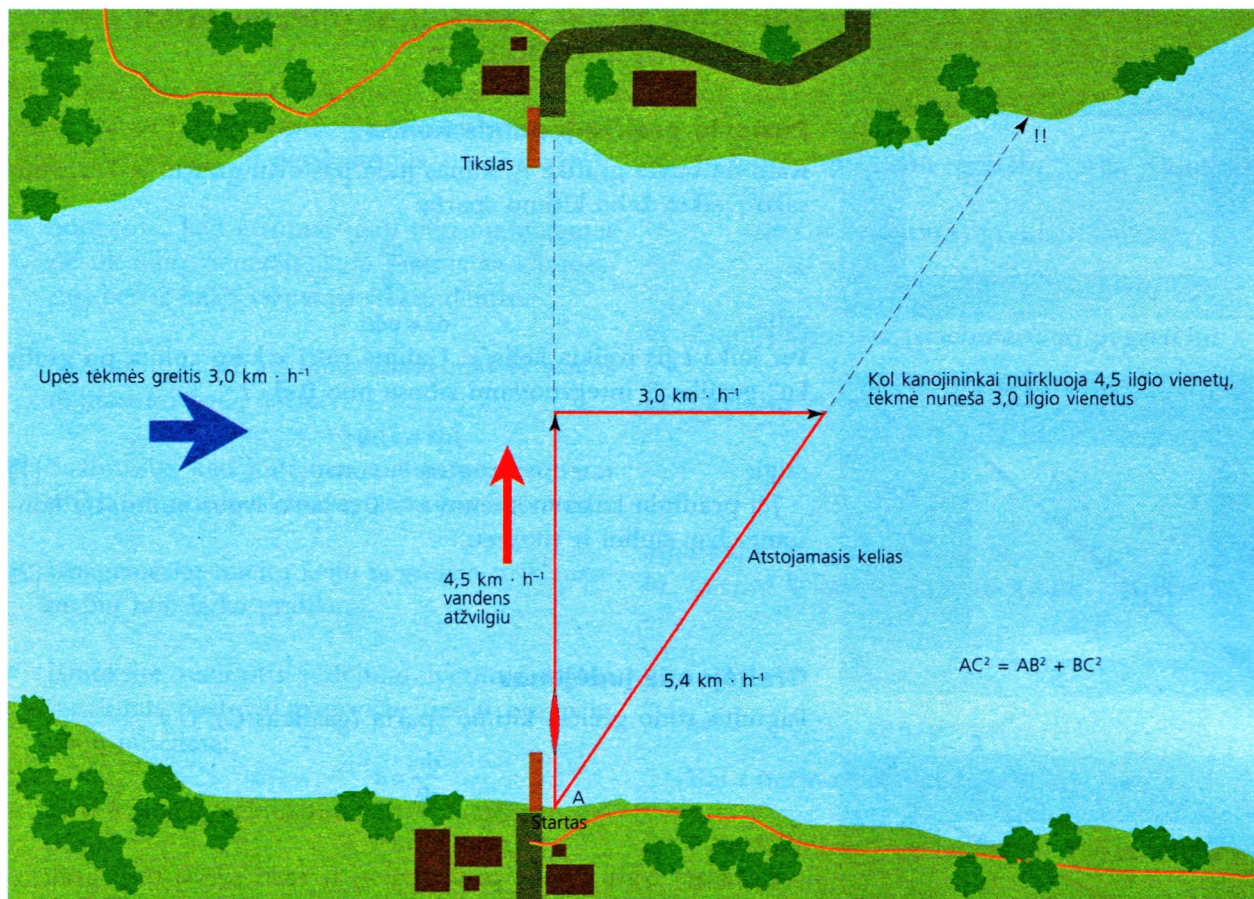 Tikslas
!!
Upės tėkmės greitis 3,0 km · h⁻¹
3,0 km · h⁻¹
Kol kanojininkai nuirkluoja 4,5 ilgio vienetų,
tėkmė nuneša 3,0 ilgio vienetus
4,5 km · h⁻¹
vandens
atžvilgiu
Atstojamasis kelias
5,4 km · h⁻¹
AC² = AB² + BC²
A
Startas